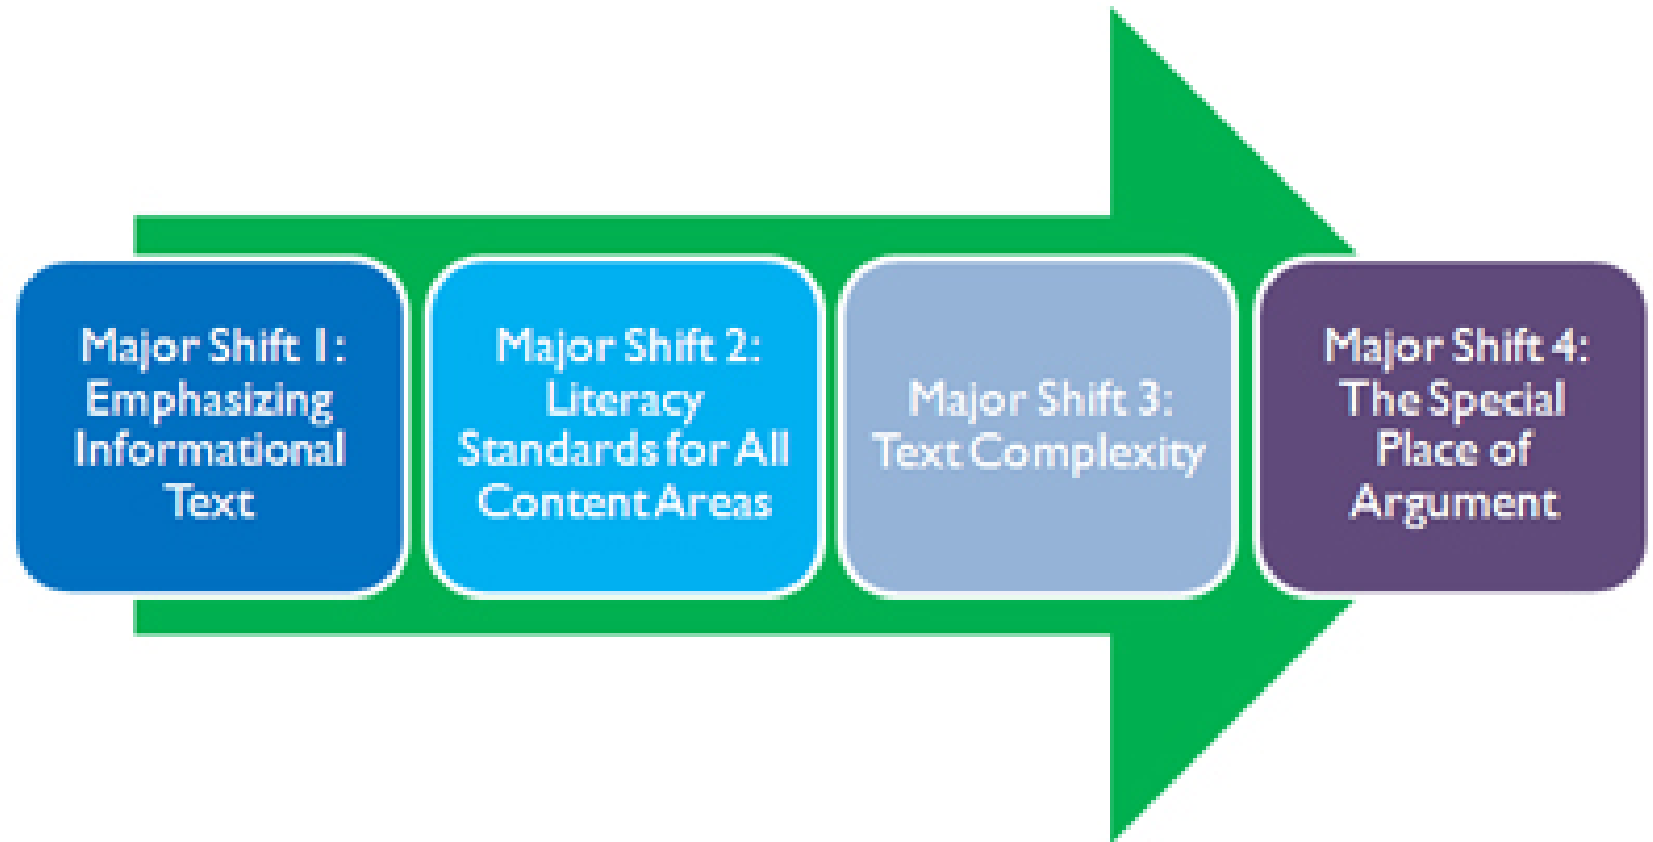 Major Shift 1:
Emphasizing
Informational
Text
Major Shift 2:
Literacy
Standards for All
Content Areas
Major Shift 3:
Text Complexity
Major Shift 4:
The Special
Place of
Argument